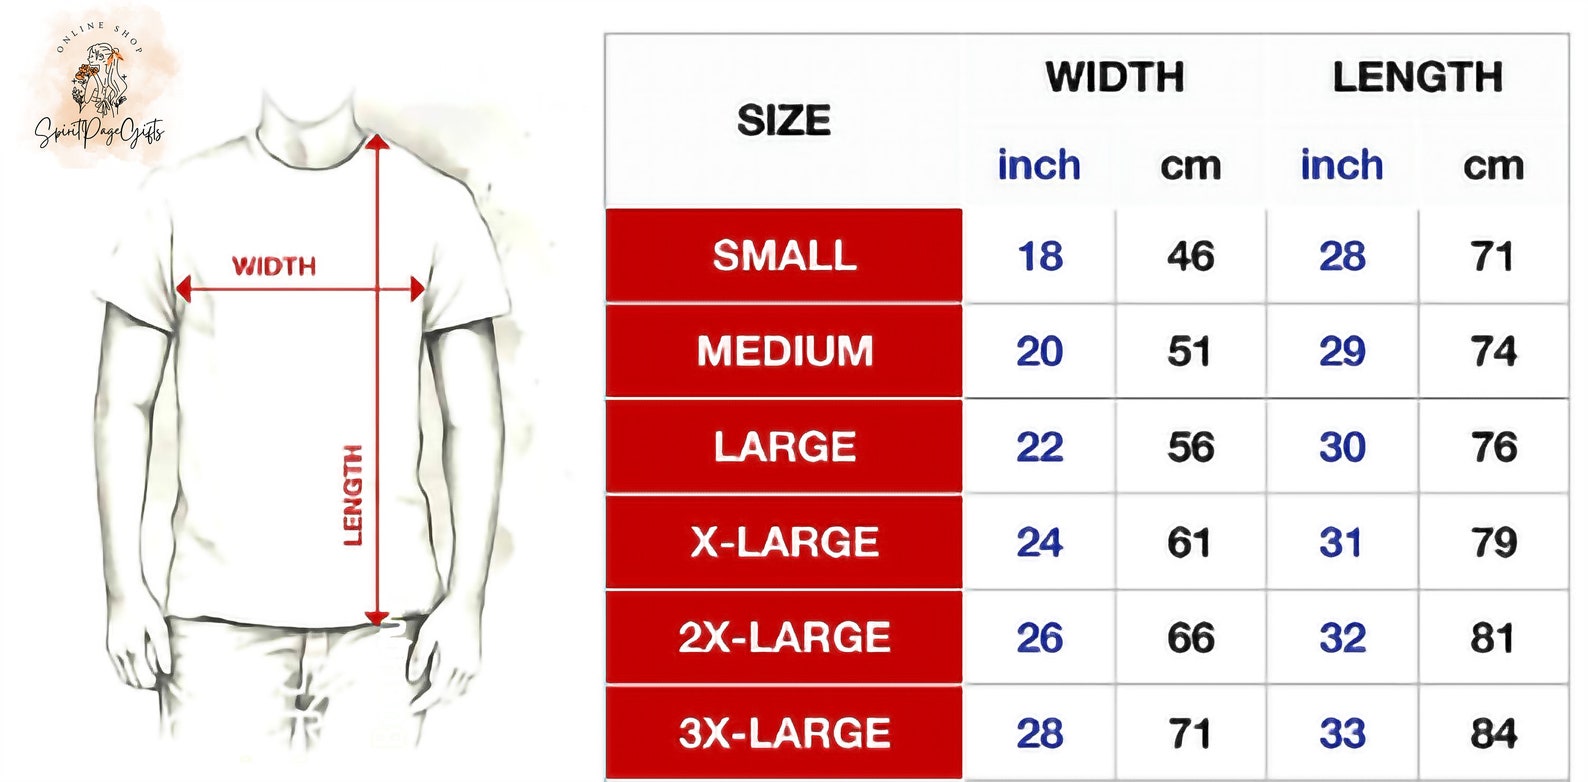 ONLINE SHOP
SpiritPageGifts
WIDTH
LENGTH
SIZE WIDTH LENGTH
inch cm inch cm
SMALL 18 46 28 71
MEDIUM 20 51 29 74
LARGE 22 56 30 76
X-LARGE 24 61 31 79
2X-LARGE 26 66 32 81
3X-LARGE 28 71 33 84